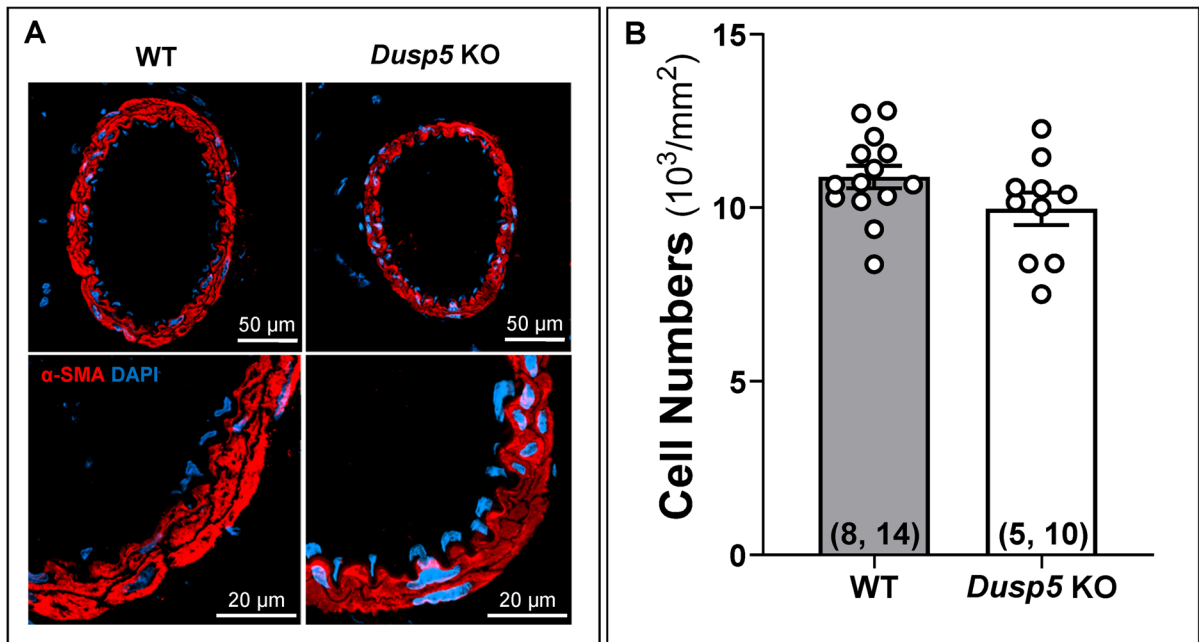 A
WT
Dusp5 KO
50 µm
50 µm
α-SMA DAPI
20 µm
20 µm
B
Cell Numbers (10³/mm²)
15
10
5
0
(8, 14)
(5, 10)
WT
Dusp5 KO